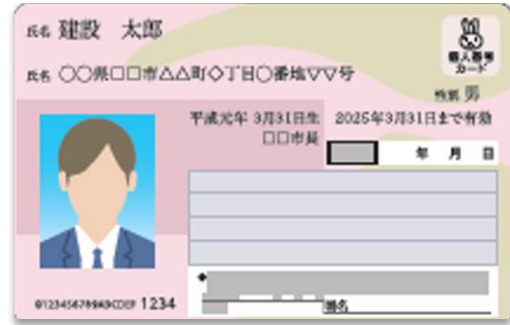 氏名 建設 太郎
個人番号
カード
氏名 〇〇県□□市△△町◇丁目〇番地▽▽号
性別 男
平成元年 3月31日生
□□市長
2025年3月31日まで有効
年 月 日
0123456789ABCDEF 1234
署名